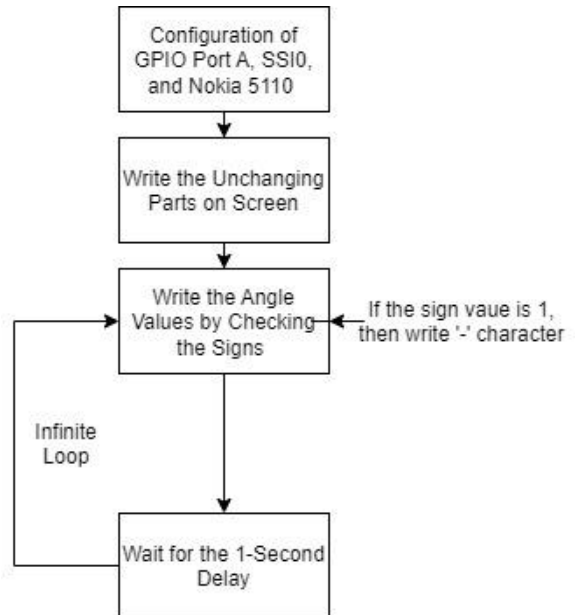 Configuration of
GPIO Port A, SSI0,
and Nokia 5110
Write the Unchanging
Parts on Screen
Write the Angle
Values by Checking
the Signs
If the sign vaue is 1,
then write '-' character
Infinite
Loop
Wait for the 1-Second
Delay